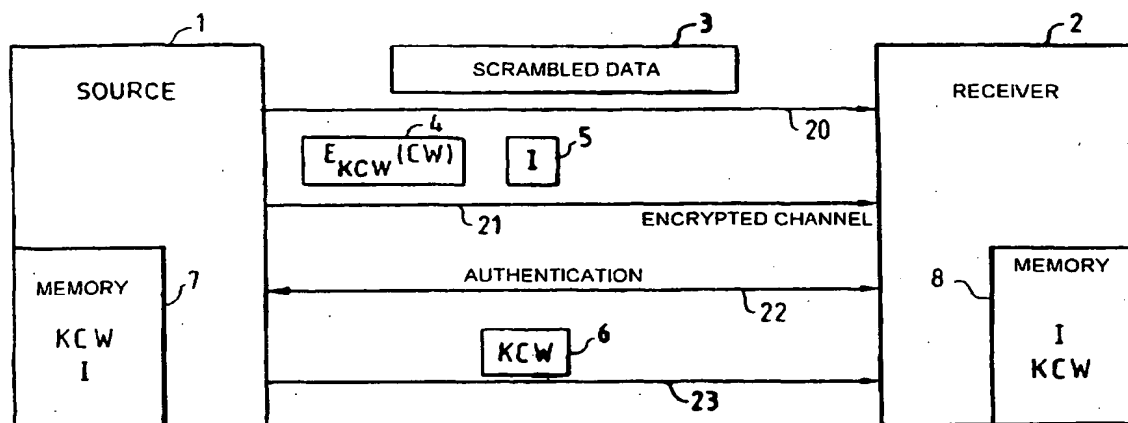 1
3
2
SOURCE
SCRAMBLED DATA
RECEIVER
20
4
E_KCW(CW)
5
I
21
ENCRYPTED CHANNEL
MEMORY
KCW
I
7
AUTHENTICATION
22
8
MEMORY
I
KCW
6
KCW
23